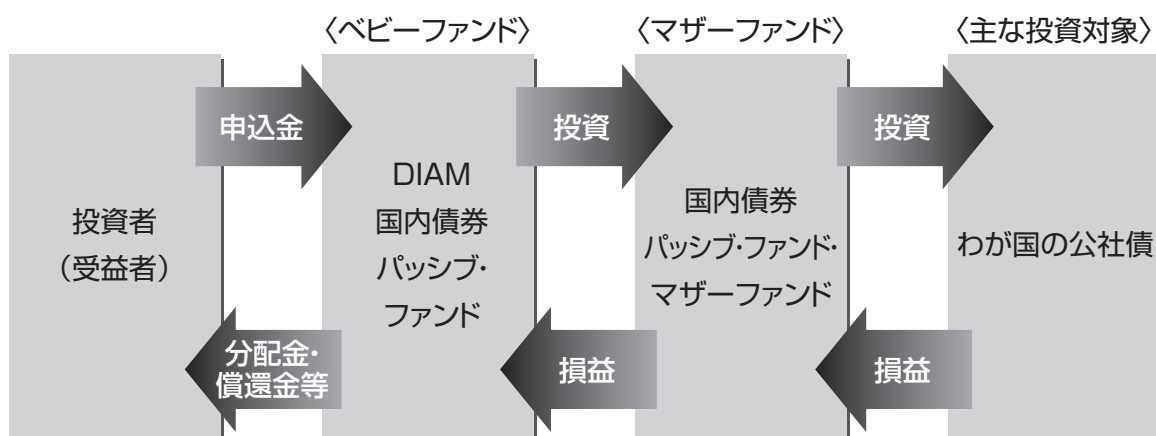 〈ベビーファンド〉
〈マザーファンド〉
〈主な投資対象〉
申込金
投資
投資
投資者
（受益者）
DIAM
国内債券
パッシブ・
ファンド
国内債券
パッシブ・ファンド・
マザーファンド
わが国の公社債
分配金・
償還金等
損益
損益